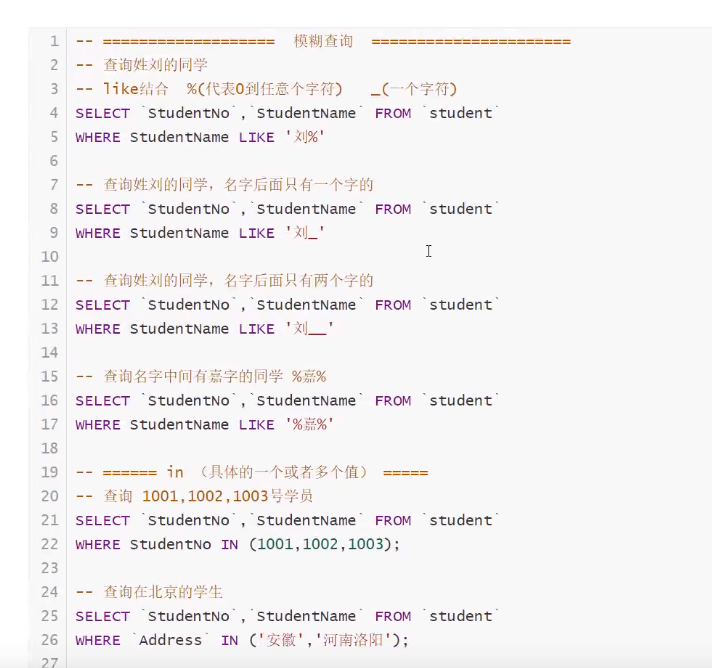 1 -- ===================  模糊查询  ======================
2 -- 查询姓刘的同学
3 -- like结合  %(代表0到任意个字符)   _(一个字符)
4 SELECT `StudentNo`,`StudentName` FROM `student`
5 WHERE StudentName LIKE '刘%'
6
7 -- 查询姓刘的同学，名字后面只有一个字的
8 SELECT `StudentNo`,`StudentName` FROM `student`
9 WHERE StudentName LIKE '刘_'
10
11 -- 查询姓刘的同学，名字后面只有两个字的
12 SELECT `StudentNo`,`StudentName` FROM `student`
13 WHERE StudentName LIKE '刘__'
14
15 -- 查询名字中间有嘉字的同学 %嘉%
16 SELECT `StudentNo`,`StudentName` FROM `student`
17 WHERE StudentName LIKE '%嘉%'
18
19 -- ====== in （具体的一个或者多个值） =====
20 -- 查询 1001,1002,1003号学员
21 SELECT `StudentNo`,`StudentName` FROM `student`
22 WHERE StudentNo IN (1001,1002,1003);
23
24 -- 查询在北京的学生
25 SELECT `StudentNo`,`StudentName` FROM `student`
26 WHERE `Address` IN ('安徽','河南洛阳');
27